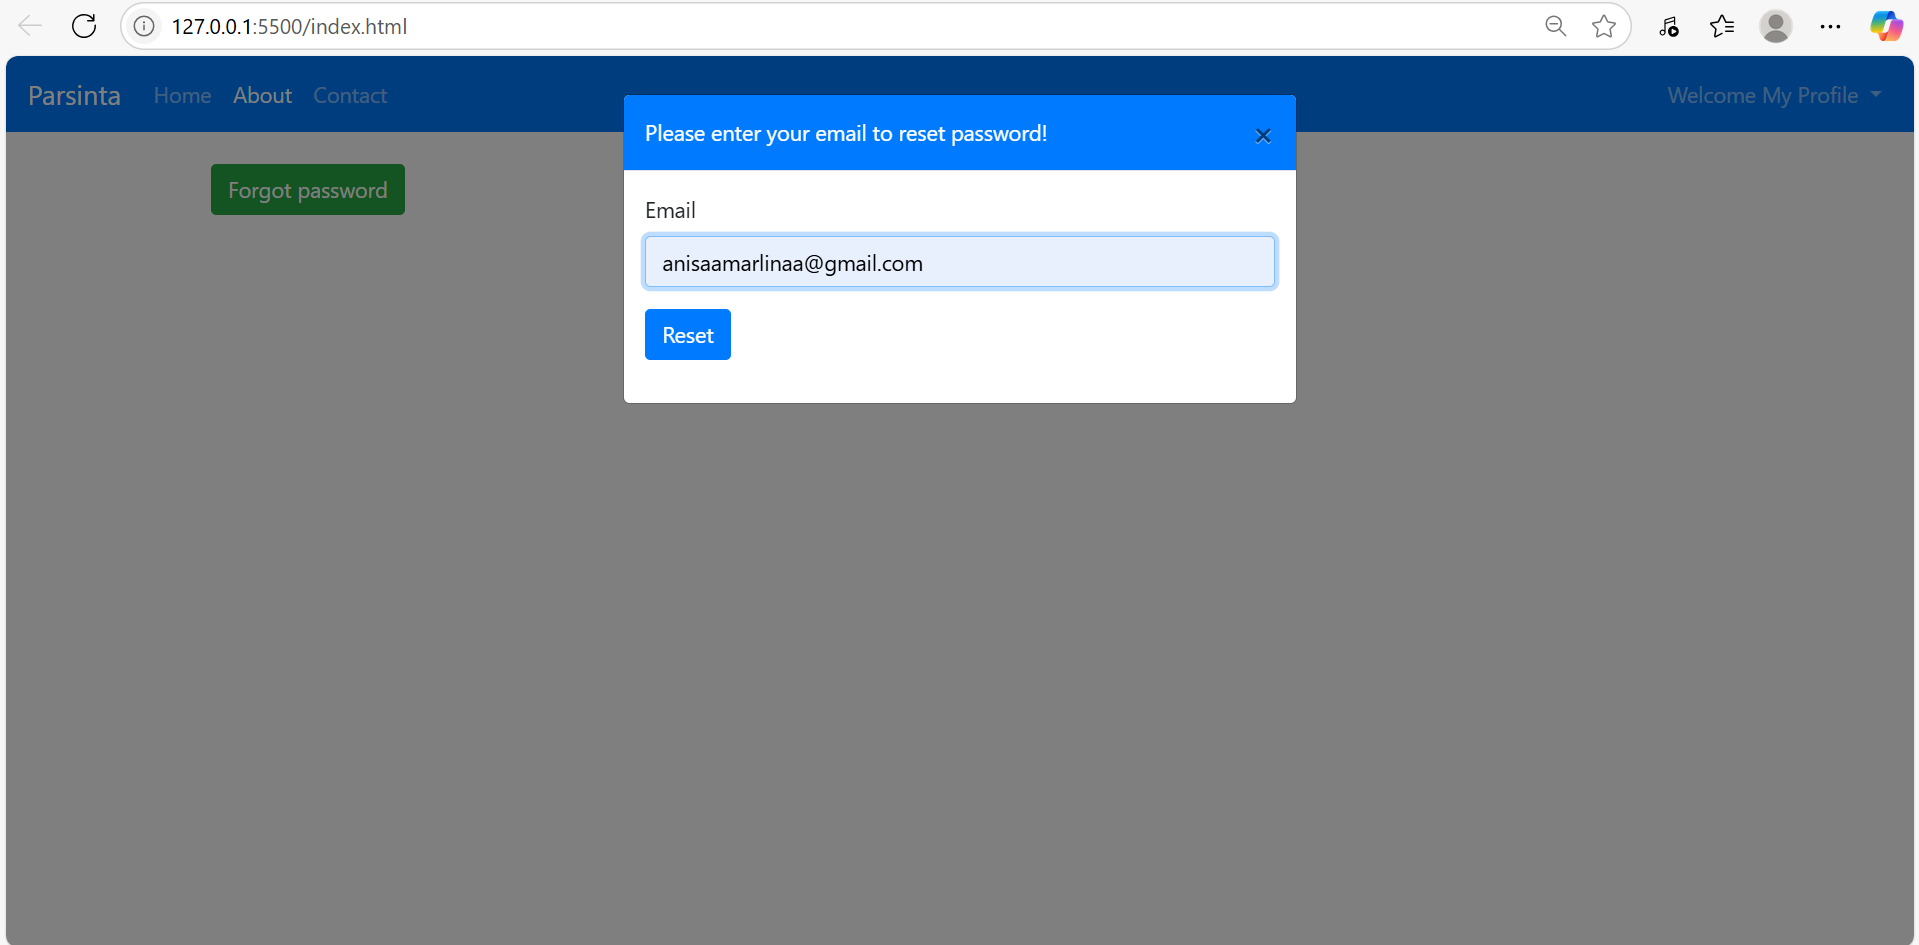 127.0.0.1:5500/index.html
Parsinta Home About Contact Welcome My Profile
Please enter your email to reset password! ×
Forgot password
Email
anisaamarlinaa@gmail.com
Reset